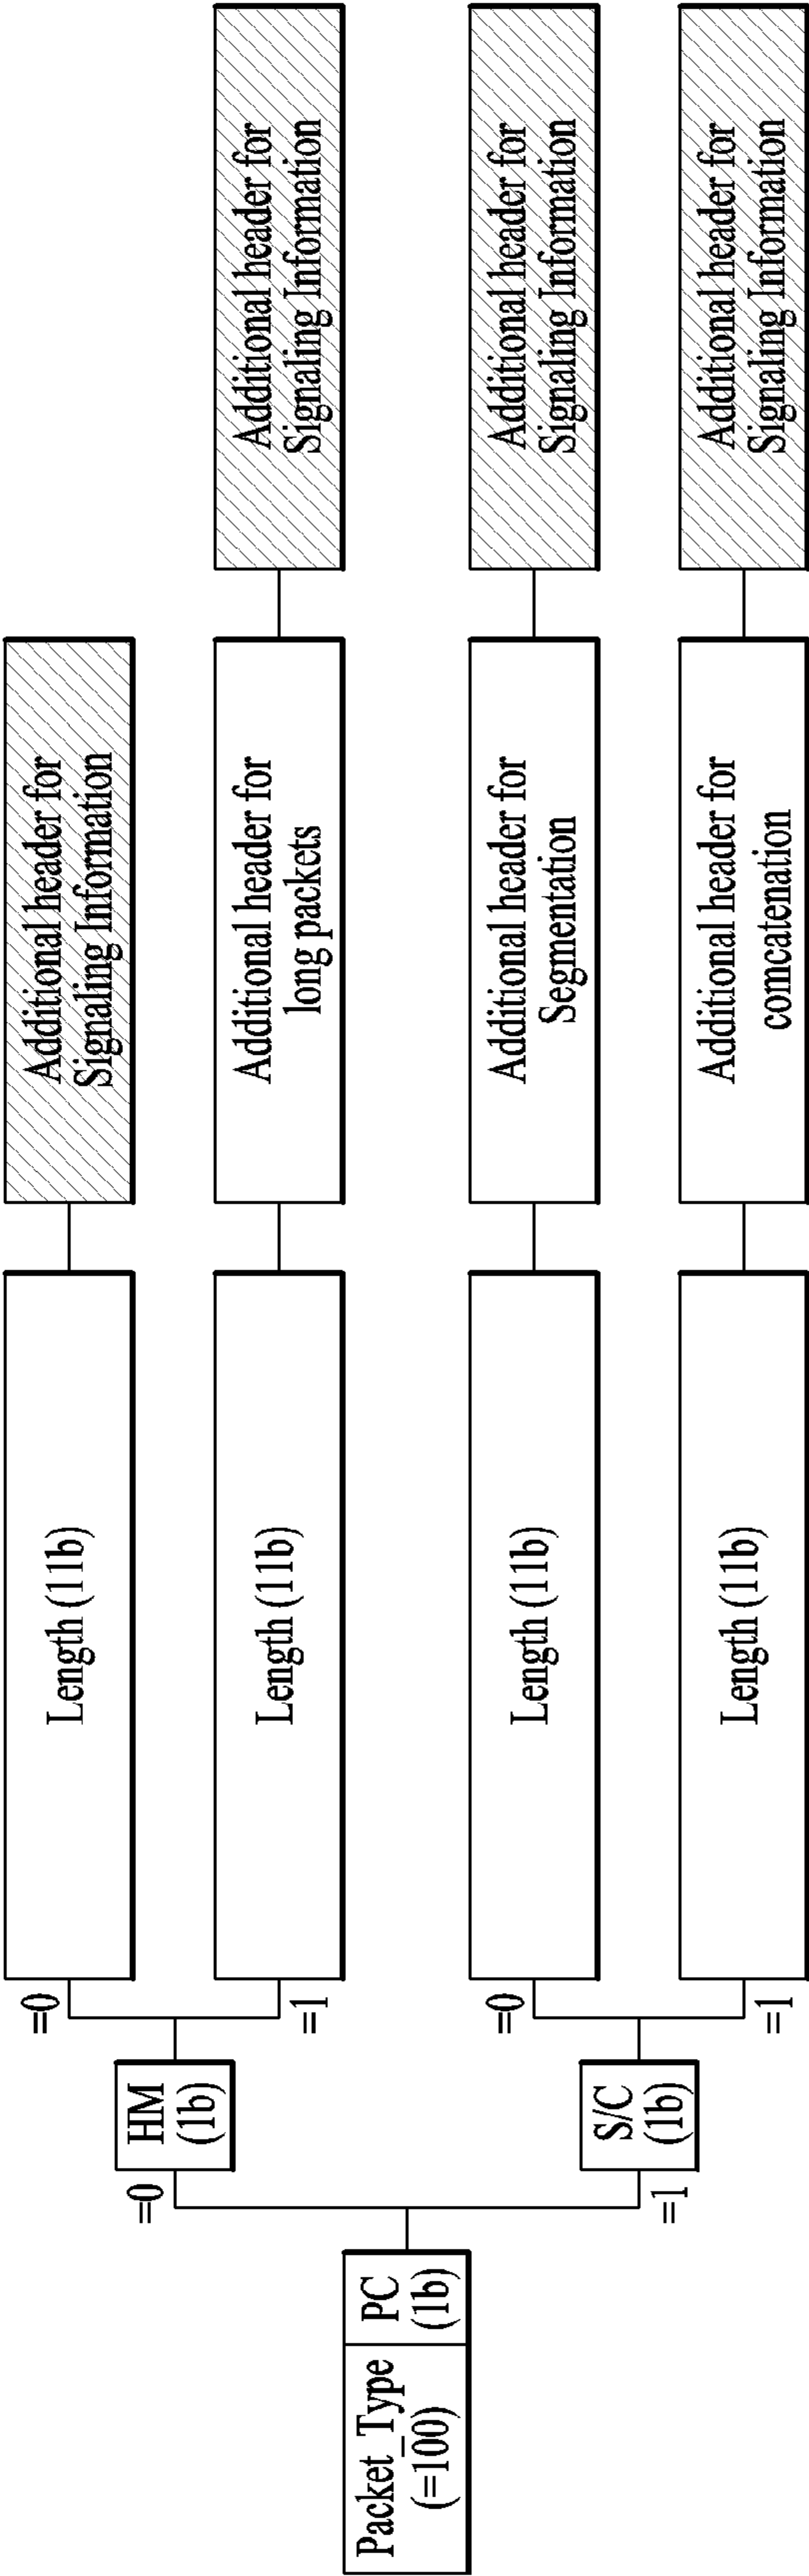 Packet_Type
(=100)
PC
(1b)
=0
HM
(1b)
=0
Length (11b)
Additional header for
Signaling Information
=1
Length (11b)
Additional header for
long packets
Additional header for
Signaling Information
=1
S/C
(1b)
=0
Length (11b)
Additional header for
Segmentation
Additional header for
Signaling Information
=1
Length (11b)
Additional header for
comcatenation
Additional header for
Signaling Information